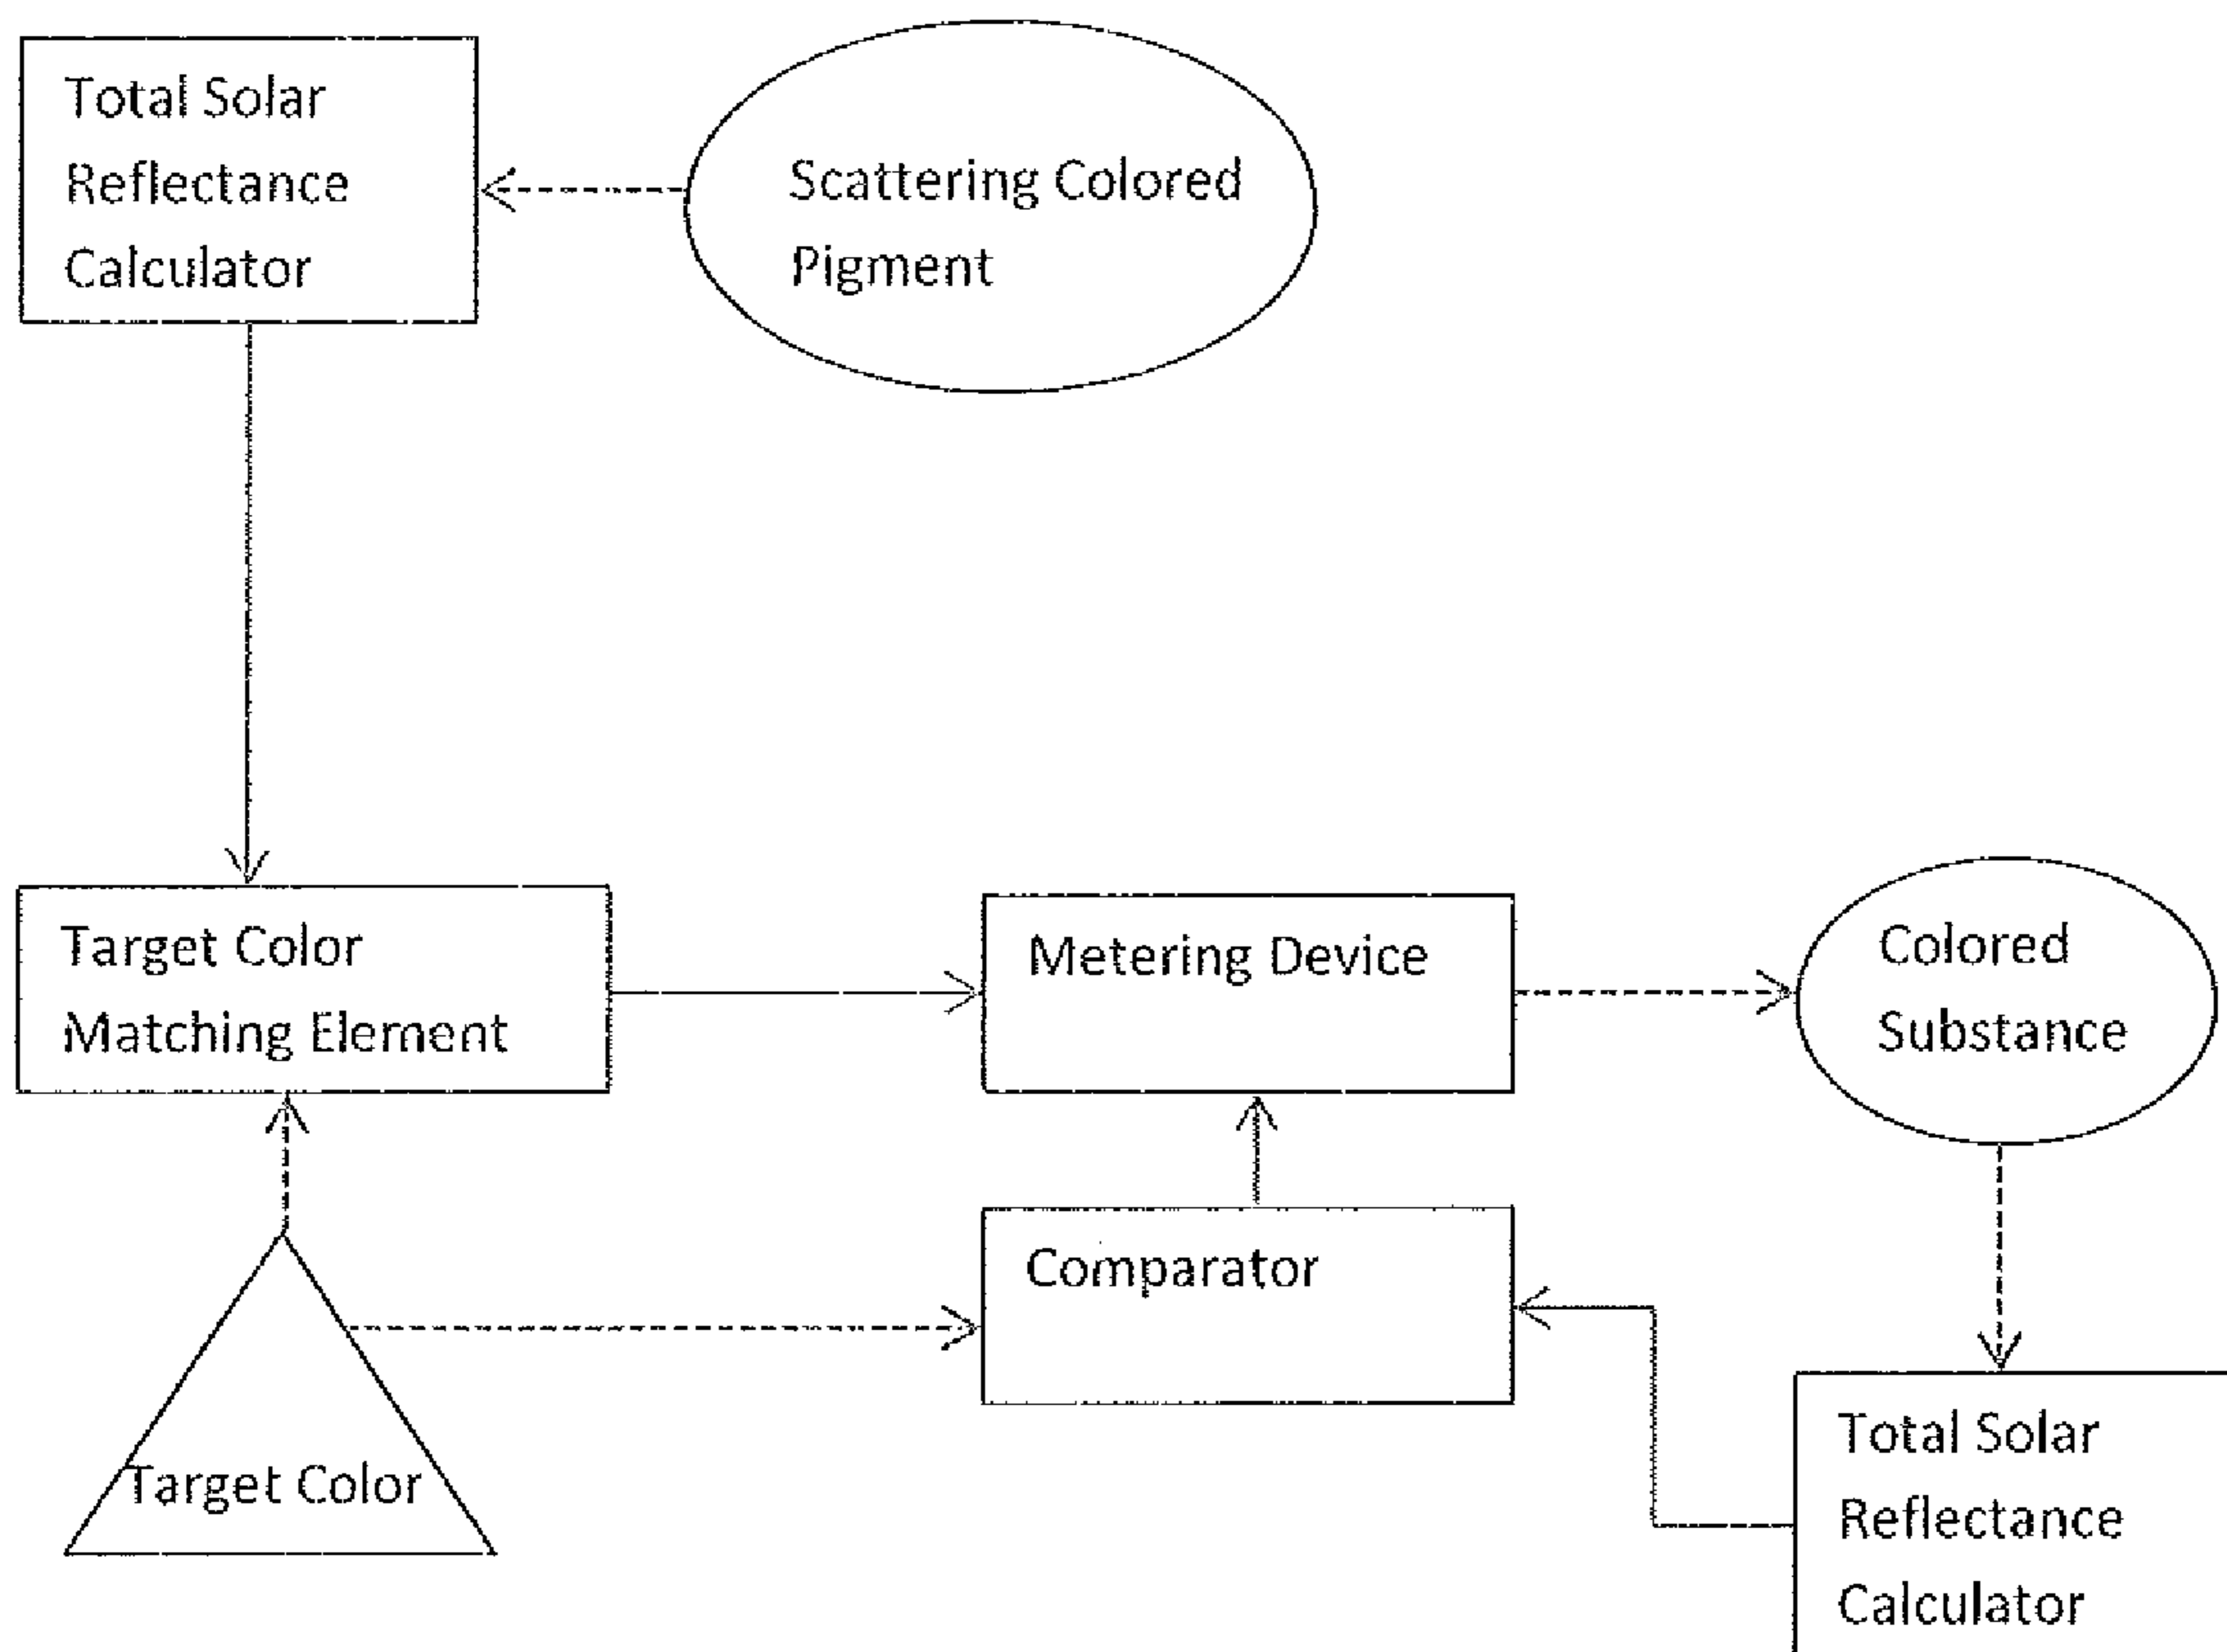 Total Solar
Reflectance
Calculator
Scattering Colored
Pigment
Target Color
Matching Element
Metering Device
Colored
Substance
Comparator
Target Color
Total Solar
Reflectance
Calculator